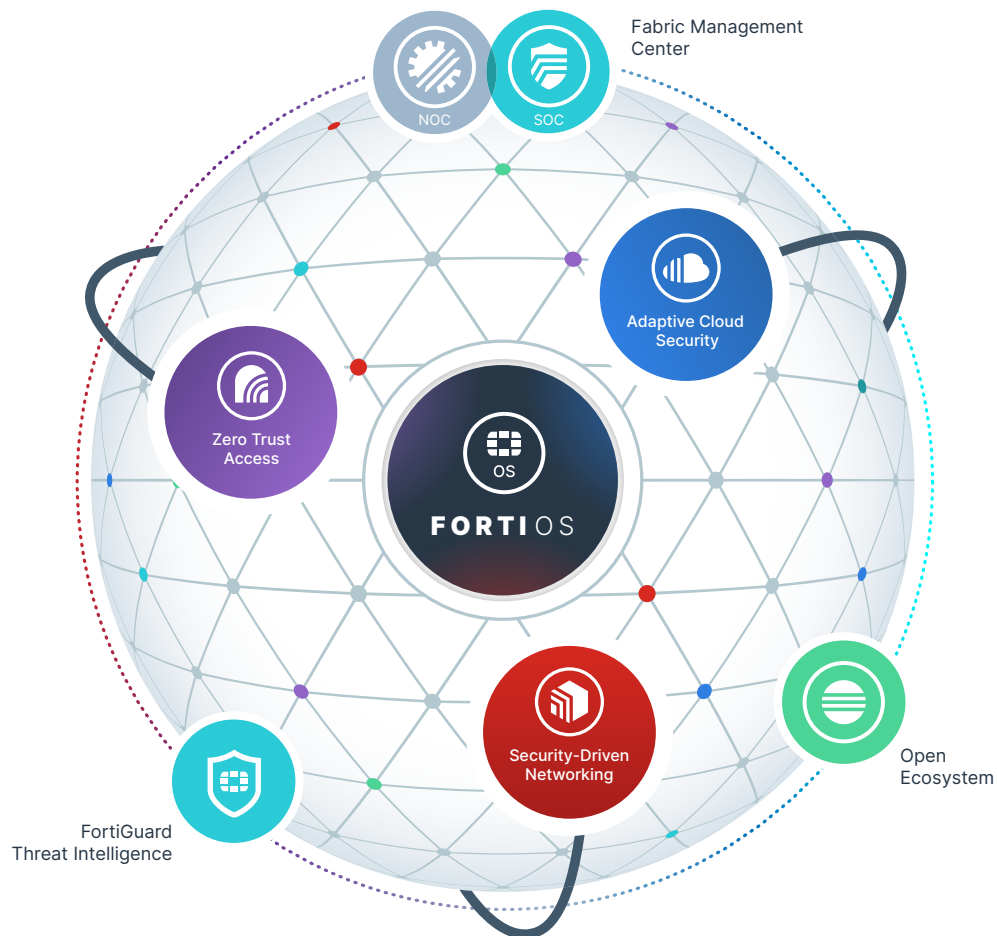 Fabric Management
Center
NOC
SOC
Adaptive Cloud
Security
Zero Trust
Access
OS
FORTIOS
Security-Driven
Networking
Open
Ecosystem
FortiGuard
Threat Intelligence